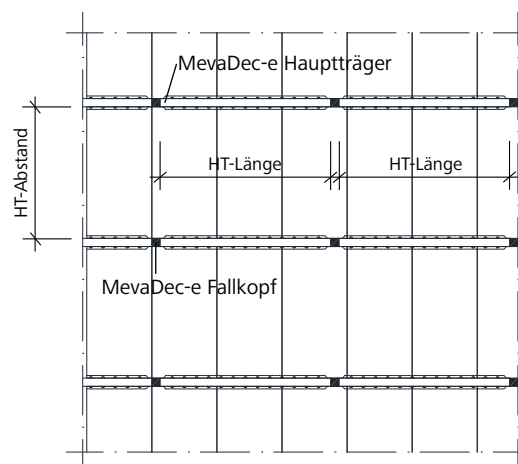 MevaDec-e Hauptträger
HT-Länge
HT-Länge
HT-Abstand
MevaDec-e Fallkopf